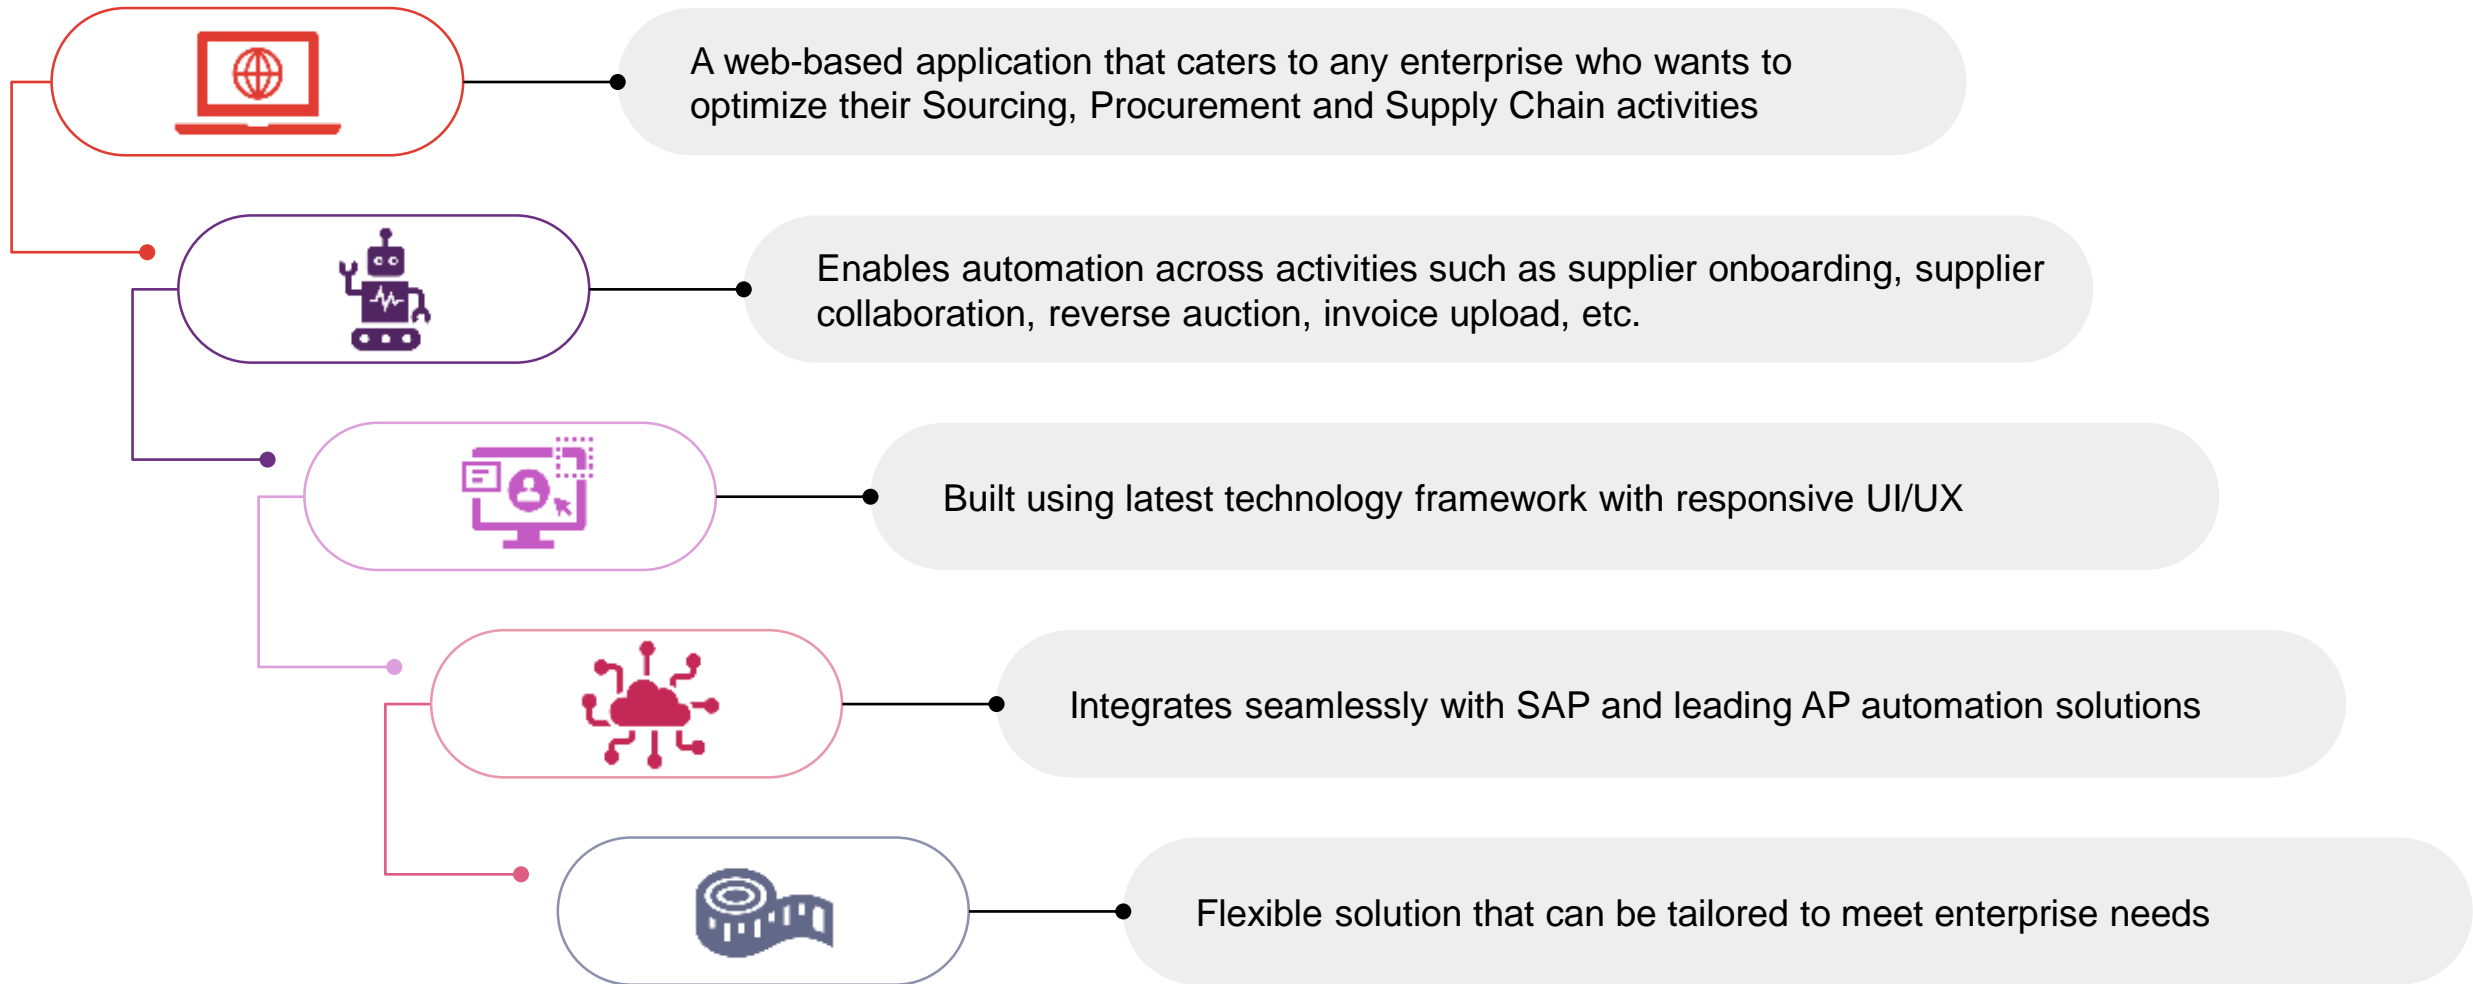 A web-based application that caters to any enterprise who wants to
optimize their Sourcing, Procurement and Supply Chain activities
Enables automation across activities such as supplier onboarding, supplier
collaboration, reverse auction, invoice upload, etc.
Built using latest technology framework with responsive UI/UX
Integrates seamlessly with SAP and leading AP automation solutions
Flexible solution that can be tailored to meet enterprise needs